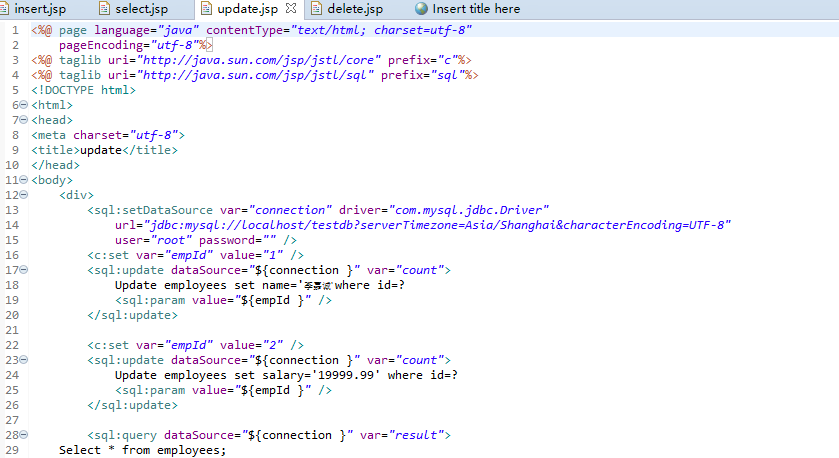 insert.jsp select.jsp update.jsp delete.jsp Insert title here
1 <%@ page language="java" contentType="text/html; charset=utf-8"
2 pageEncoding="utf-8"%>
3 <%@ taglib uri="http://java.sun.com/jsp/jstl/core" prefix="c"%>
4 <%@ taglib uri="http://java.sun.com/jsp/jstl/sql" prefix="sql"%>
5 <!DOCTYPE html>
6 <html>
7 <head>
8 <meta charset="utf-8">
9 <title>update</title>
10 </head>
11 <body>
12 <div>
13 <sql:setDataSource var="connection" driver="com.mysql.jdbc.Driver"
14 url="jdbc:mysql://localhost/testdb?serverTimezone=Asia/Shanghai&characterEncoding=UTF-8"
15 user="root" password="" />
16 <c:set var="empId" value="1" />
17 <sql:update dataSource="${connection }" var="count">
18 Update employees set name=' where id=?
19 <sql:param value="${empId }" />
20 </sql:update>
21
22 <c:set var="empId" value="2" />
23 <sql:update dataSource="${connection }" var="count">
24 Update employees set salary='19999.99' where id=?
25 <sql:param value="${empId }" />
26 </sql:update>
27
28 <sql:query dataSource="${connection }" var="result">
29 Select * from employees;